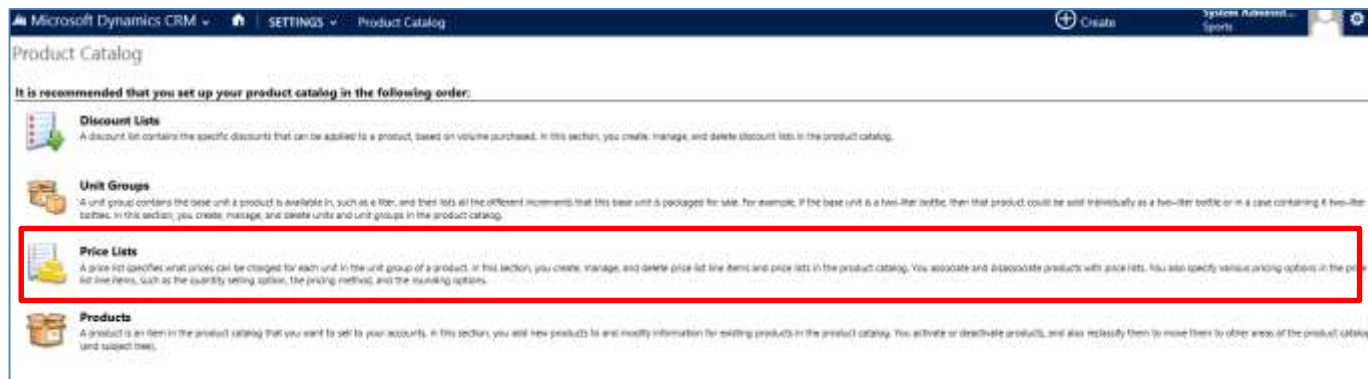 Microsoft Dynamics CRM SETTINGS Product Catalog Create System Administ...
Sports
Product Catalog
It is recommended that you set up your product catalog in the following order:
Discount Lists
A discount list contains the specific discounts that can be applied to a product, based on volume purchased. In this section, you create, manage, and delete discount lists in the product catalog.
Unit Groups
A unit group contains the base unit a product is available in, such as a liter, and then lists all the different increments that this base unit is packaged for sale. For example, if the base unit is a two-liter bottle, then that product could be sold individually as a two-liter bottle or in a case containing 6 two-liter
bottles. In this section, you create, manage, and delete units and unit groups in the product catalog.
Price Lists
A price list specifies what prices can be charged for each unit in the unit group of a product. In this section, you create, manage, and delete price list line items and price lists in the product catalog. You associate and disassociate products with price lists. You also specify various pricing options in the price
list line items, such as the quantity selling option, the pricing method, and the rounding options.
Products
A product is an item in the product catalog that you want to sell to your accounts. In this section, you add new products to and modify information for existing products in the product catalog. You activate or deactivate products, and also reclassify them to move them to other areas of the product catalog
(and subject tree).